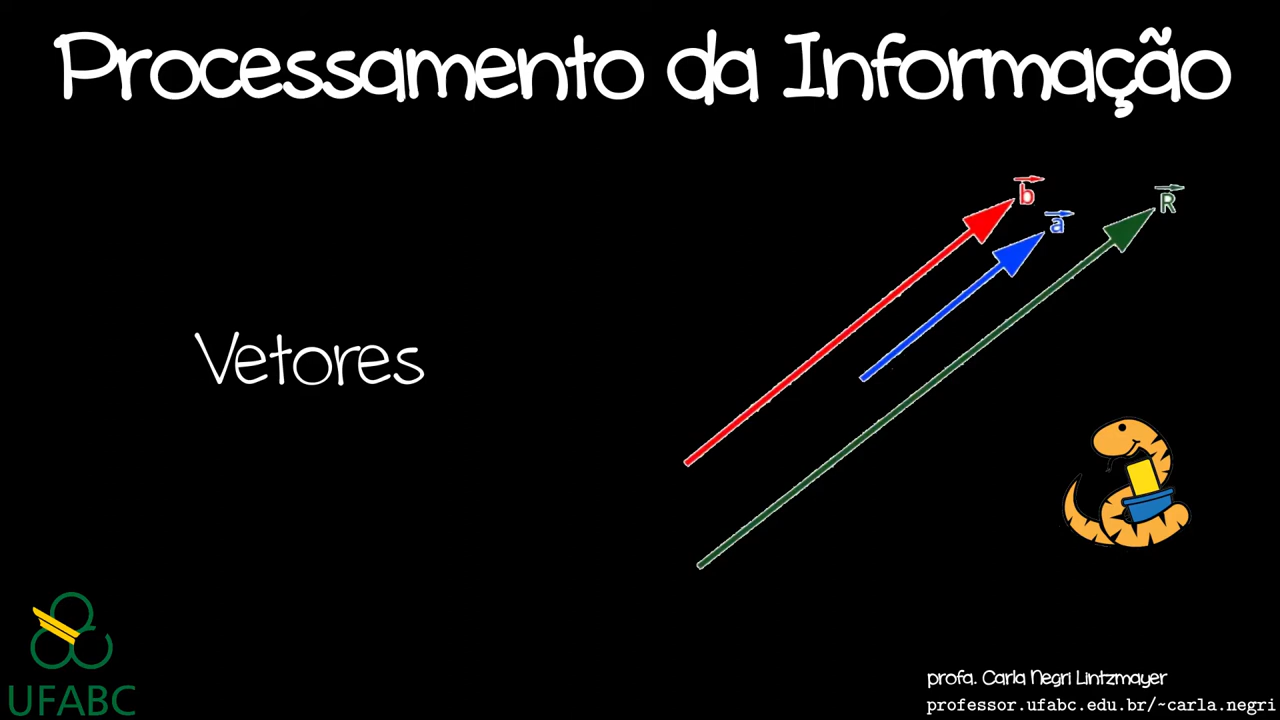 Processamento da Informação
b
a
R
Vetores
UFABC
profa. Carla Negri Lintzmayer
professor.ufabc.edu.br/~carla.negri